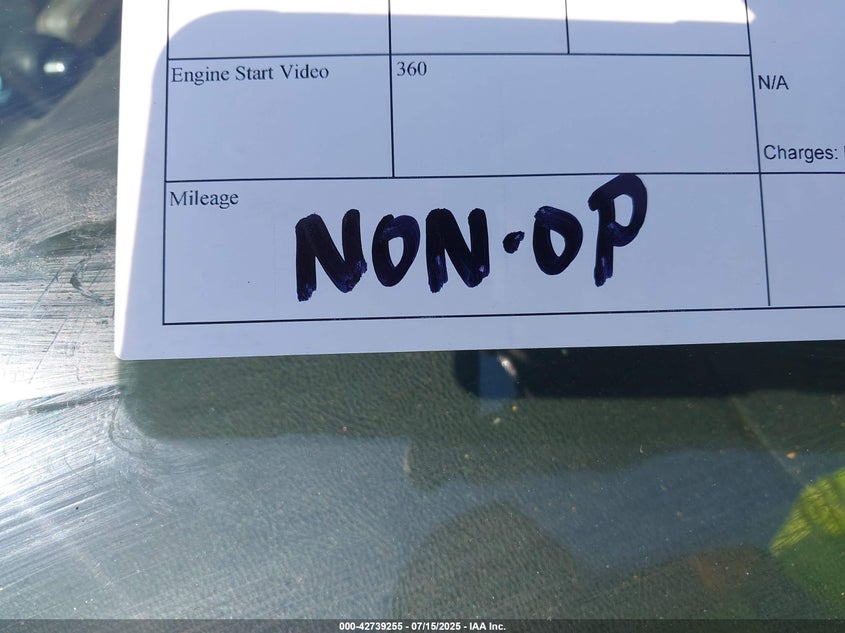 Engine Start Video
360
N/A
Charges:
Mileage
NON-OP
000-42739255 - 07/15/2025 - IAA Inc.